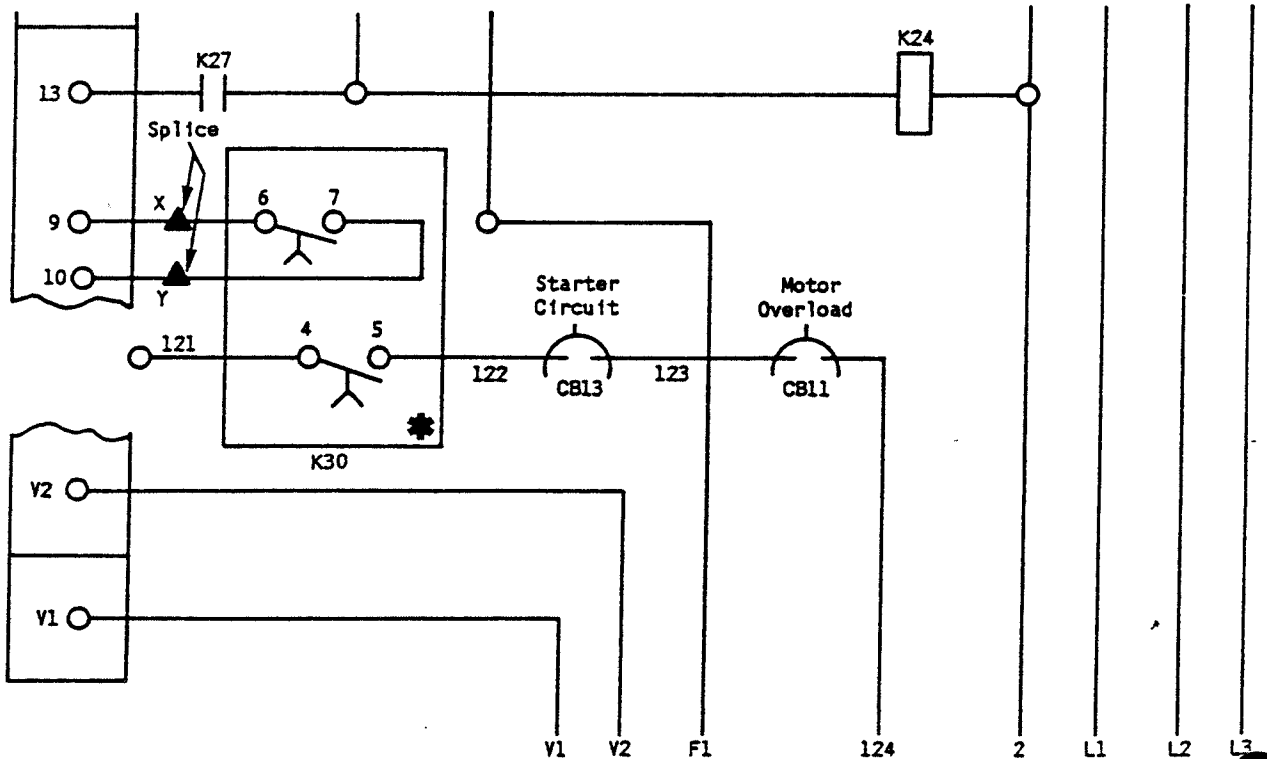 K24
K27
13
Splice
X
6
7
9
10
Y
Starter
Circuit
Motor
Overload
121
4
5
122
CB13
123
CB11
✱
K30
V2
V1
V1
V2
F1
124
2
L1
L2
L3